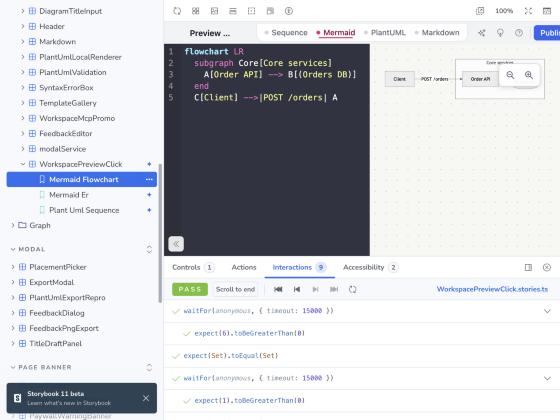 DiagramTitleInput
Header
Markdown
PlantUmlLocalRenderer
PlantUmlValidation
SyntaxErrorBox
TemplateGallery
WorkspaceMcpPromo
FeedbackEditor
modalService
WorkspacePreviewClick
Mermaid Flowchart
Mermaid Er
Plant Uml Sequence
Graph
MODAL
PlacementPicker
ExportModal
PlantUmlExportRepro
FeedbackDialog
FeedbackPngExport
TitleDraftPanel
PAGE BANNER
Storybook 11 beta
Learn what's new in Storybook
PaywallWarningBanner
100%
Preview ...
Sequence
Mermaid
PlantUML
Markdown
Publi
1 flowchart LR
2 subgraph Core[Core services]
3 A[Order API] --> B[(Orders DB)]
4 end
5 C[Client] -->|POST /orders| A
Core services
Client
POST /orders
Order API
Controls 1
Actions
Interactions 9
Accessibility 2
PASS
Scroll to end
WorkspacePreviewClick.stories.ts
waitFor(anonymous, { timeout: 15000 })
expect(6).toBeGreaterThan(0)
expect(Set).toEqual(Set)
waitFor(anonymous, { timeout: 15000 })
expect(1).toBeGreaterThan(0)